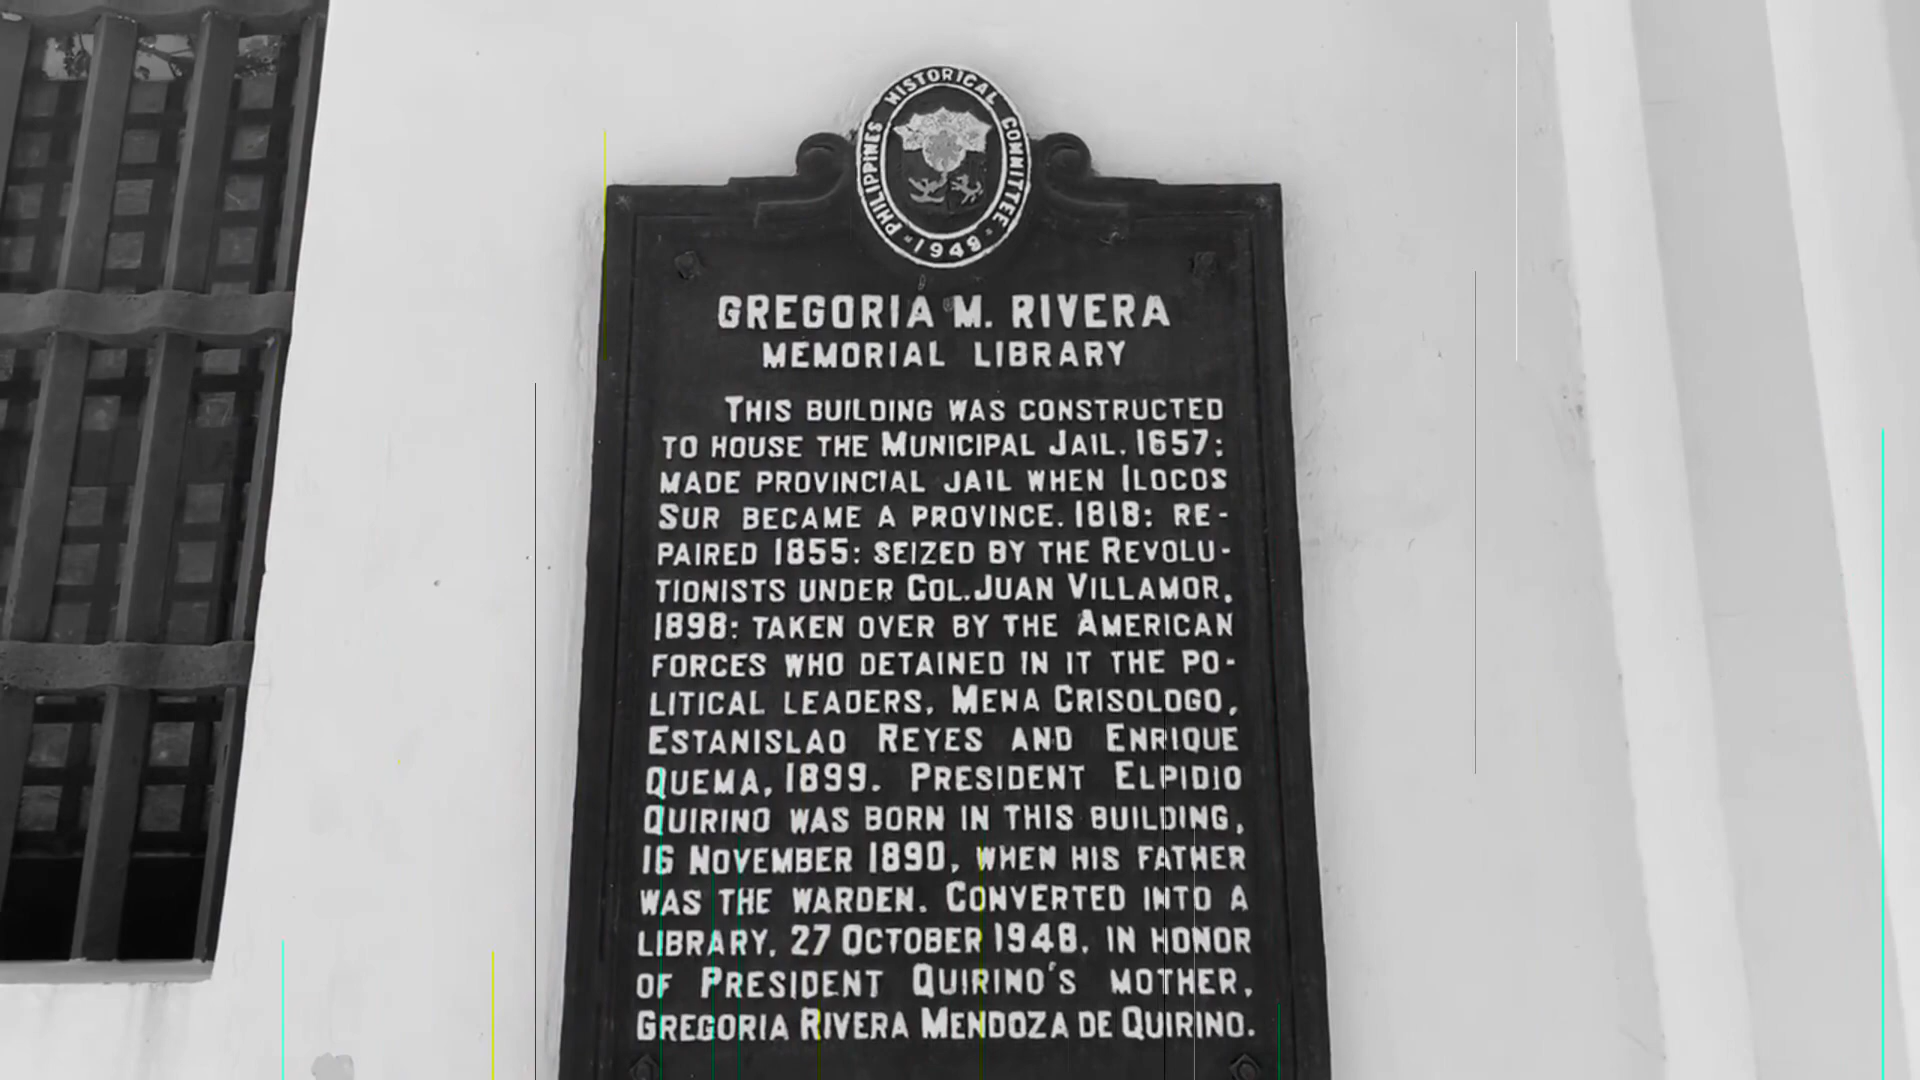 PHILIPPINES HISTORICAL COMMITTEE
1948
GREGORIA M. RIVERA
MEMORIAL LIBRARY
THIS BUILDING WAS CONSTRUCTED
TO HOUSE THE MUNICIPAL JAIL, 1657;
MADE PROVINCIAL JAIL WHEN ILOCOS
SUR BECAME A PROVINCE, 1818; RE-
PAIRED 1855; SEIZED BY THE REVOLU-
TIONISTS UNDER COL. JUAN VILLAMOR,
1898; TAKEN OVER BY THE AMERICAN
FORCES WHO DETAINED IN IT THE PO-
LITICAL LEADERS, MENA CRISOLOGO,
ESTANISLAO REYES AND ENRIQUE
QUEMA, 1899. PRESIDENT ELPIDIO
QUIRINO WAS BORN IN THIS BUILDING,
16 NOVEMBER 1890, WHEN HIS FATHER
WAS THE WARDEN. CONVERTED INTO A
LIBRARY, 27 OCTOBER 1948, IN HONOR
OF PRESIDENT QUIRINO'S MOTHER,
GREGORIA RIVERA MENDOZA DE QUIRINO.